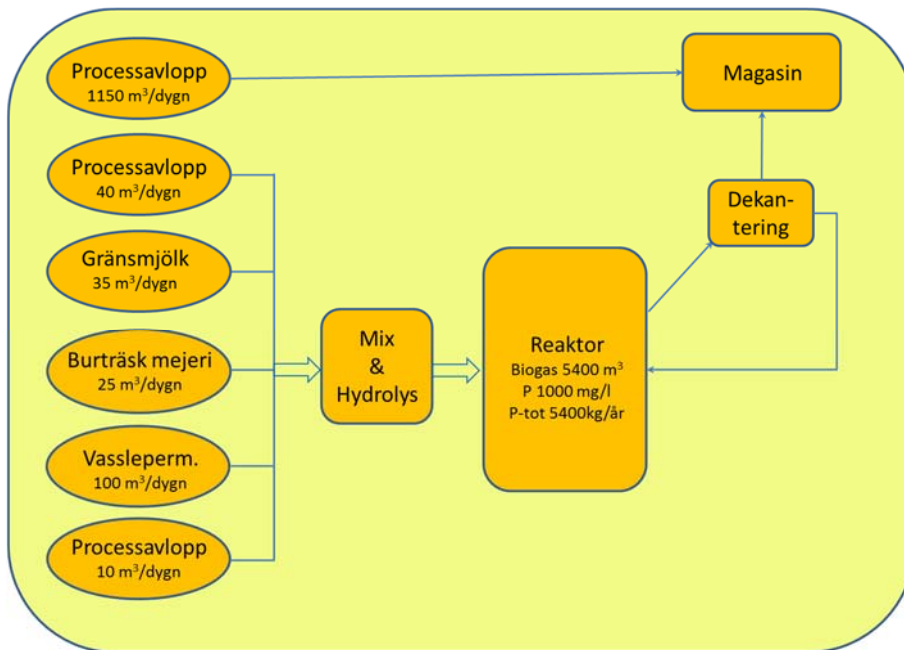 Processavlopp
1150 m³/dygn
Magasin
Processavlopp
40 m³/dygn
Dekan-
tering
Gränsmjölk
35 m³/dygn
Burträsk mejeri
25 m³/dygn
Mix
&
Hydrolys
Reaktor
Biogas 5400 m³
P 1000 mg/l
P-tot 5400kg/år
Vassleperm.
100 m³/dygn
Processavlopp
10 m³/dygn